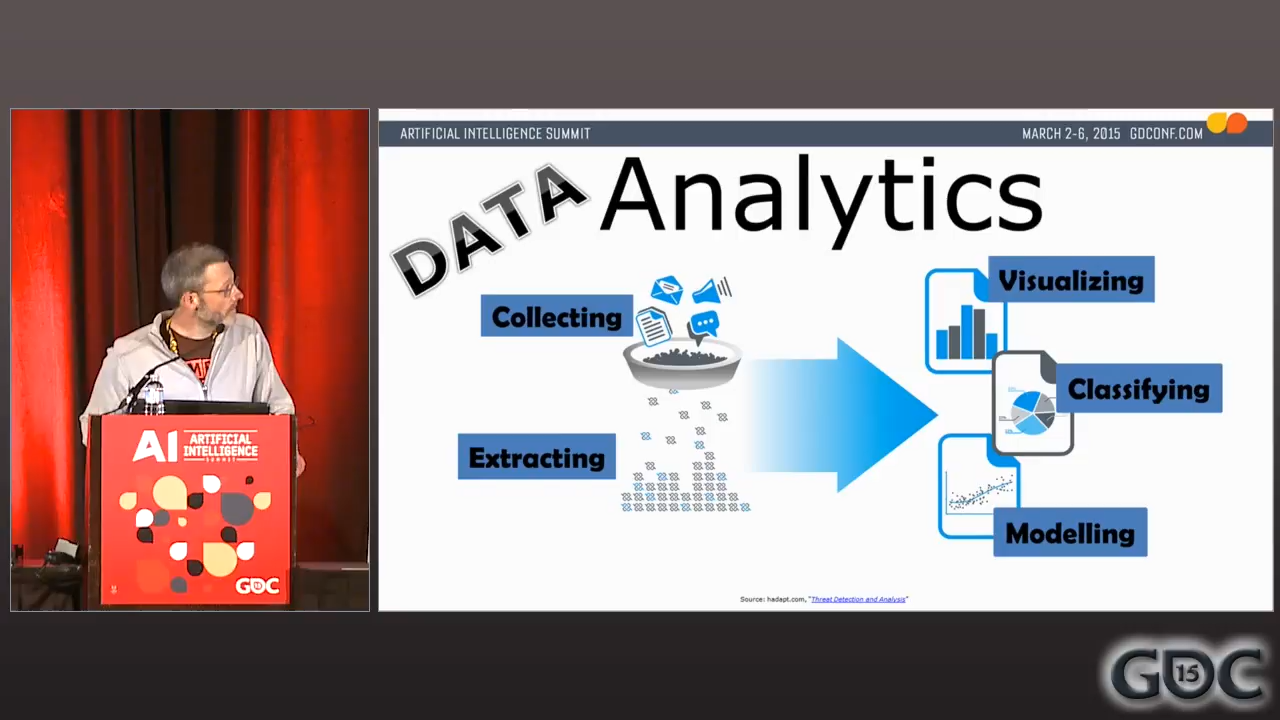 ARTIFICIAL INTELLIGENCE SUMMIT
MARCH 2-6, 2015 GDCONF.COM
DATA Analytics
Collecting
Extracting
Visualizing
Classifying
Modelling
Source: hadapt.com, "Threat Detection and Analysis"
AI ARTIFICIAL
INTELLIGENCE
SUMMIT
GDC
15
GDC
15